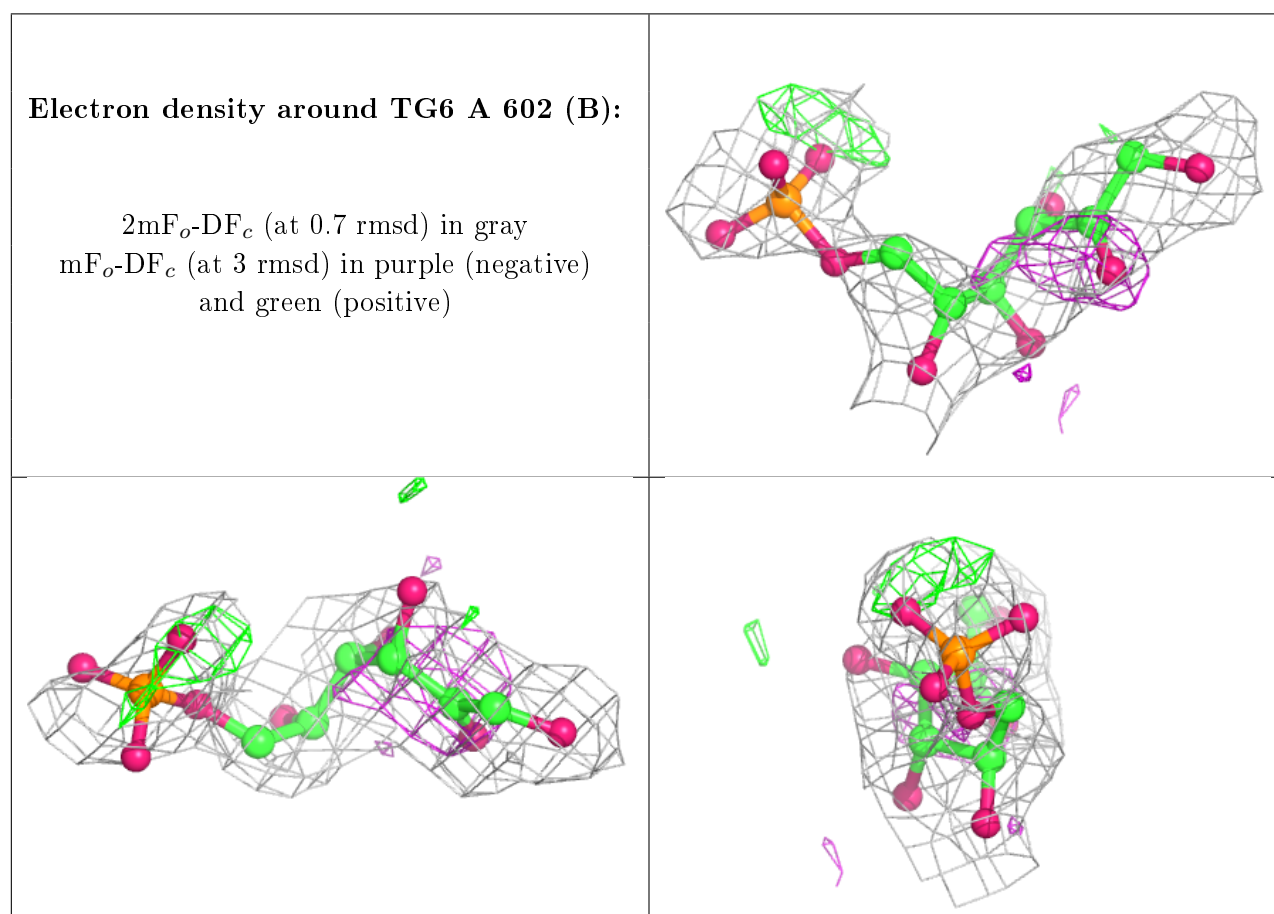 Electron density around TG6 A 602 (B):
2mFo-DFc (at 0.7 rmsd) in gray
mFo-DFc (at 3 rmsd) in purple (negative)
and green (positive)